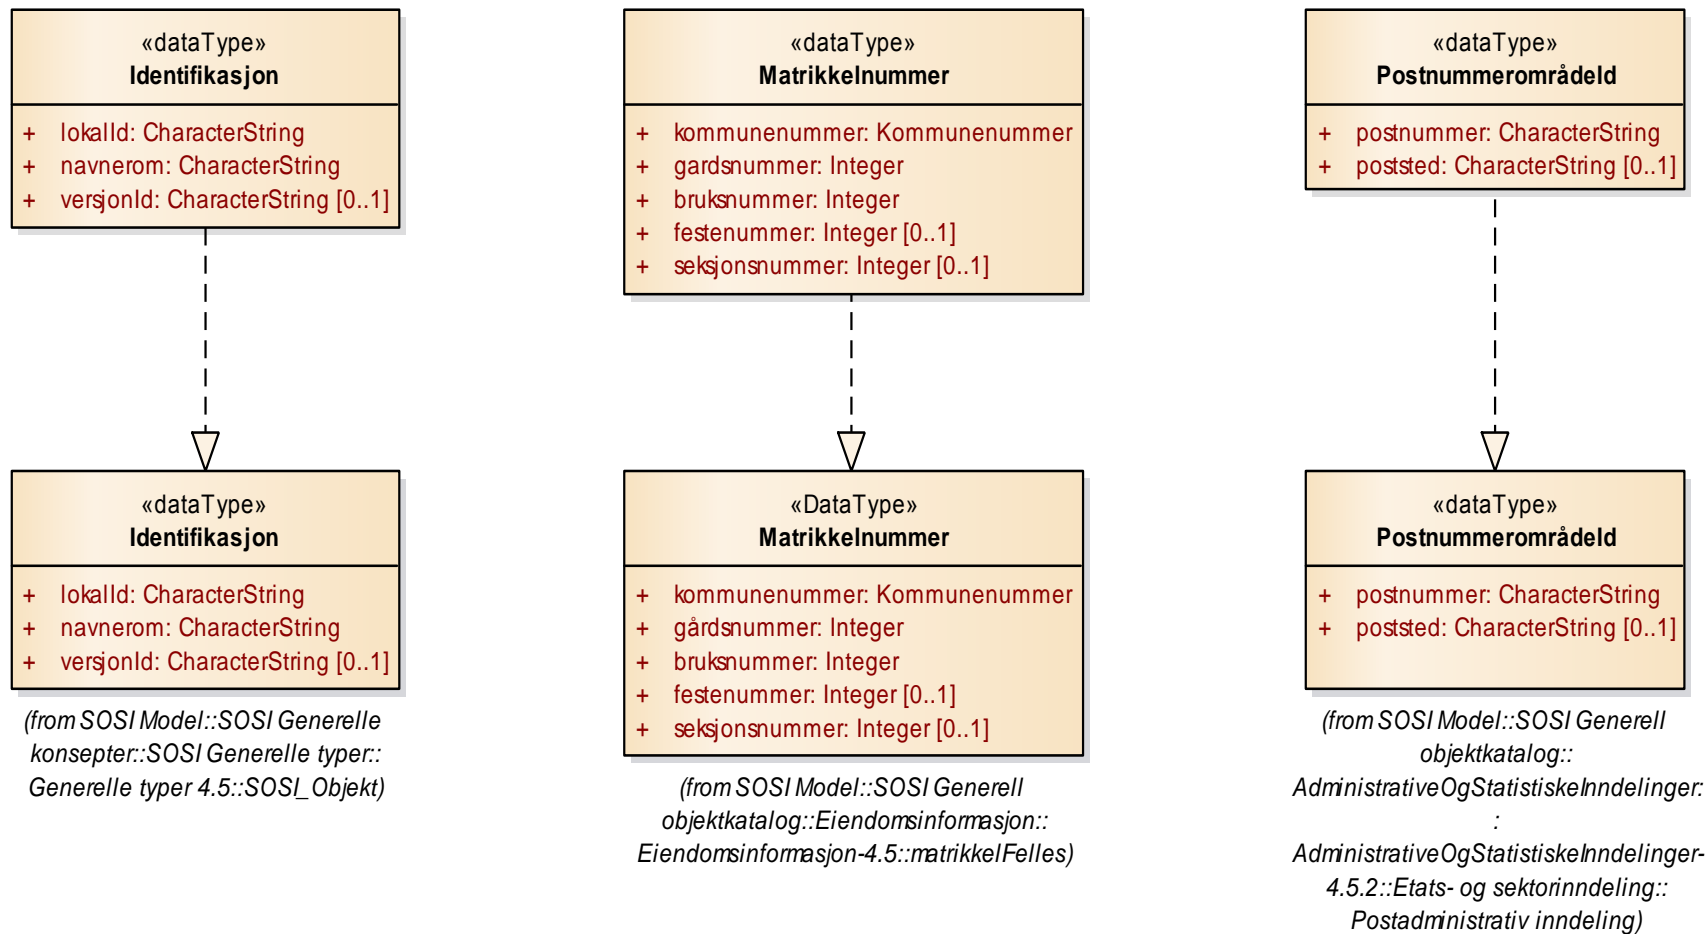 «dataType»
Identifikasjon
+ lokalId: CharacterString
+ navnerom: CharacterString
+ versjonId: CharacterString [0..1]
«dataType»
Matrikkelnummer
+ kommunenummer: Kommunenummer
+ gardsnummer: Integer
+ bruksnummer: Integer
+ festenummer: Integer [0..1]
+ seksjonsnummer: Integer [0..1]
«dataType»
PostnummerområdeId
+ postnummer: CharacterString
+ poststed: CharacterString [0..1]
«dataType»
Identifikasjon
+ lokalId: CharacterString
+ navnerom: CharacterString
+ versjonId: CharacterString [0..1]
(from SOSI Model::SOSI Generelle
konsepter::SOSI Generelle typer::
Generelle typer 4.5::SOSI_Objekt)
«DataType»
Matrikkelnummer
+ kommunenummer: Kommunenummer
+ gårdsnummer: Integer
+ bruksnummer: Integer
+ festenummer: Integer [0..1]
+ seksjonsnummer: Integer [0..1]
(from SOSI Model::SOSI Generell
objektkatalog::Eiendomsinformasjon::
Eiendomsinformasjon-4.5::matrikkelFelles)
«dataType»
PostnummerområdeId
+ postnummer: CharacterString
+ poststed: CharacterString [0..1]
(from SOSI Model::SOSI Generell
objektkatalog::
AdministrativeOgStatistiskeInndelinger:
:
AdministrativeOgStatistiskeInndelinger-
4.5.2::Etats- og sektorinndeling::
Postadministrativ inndeling)